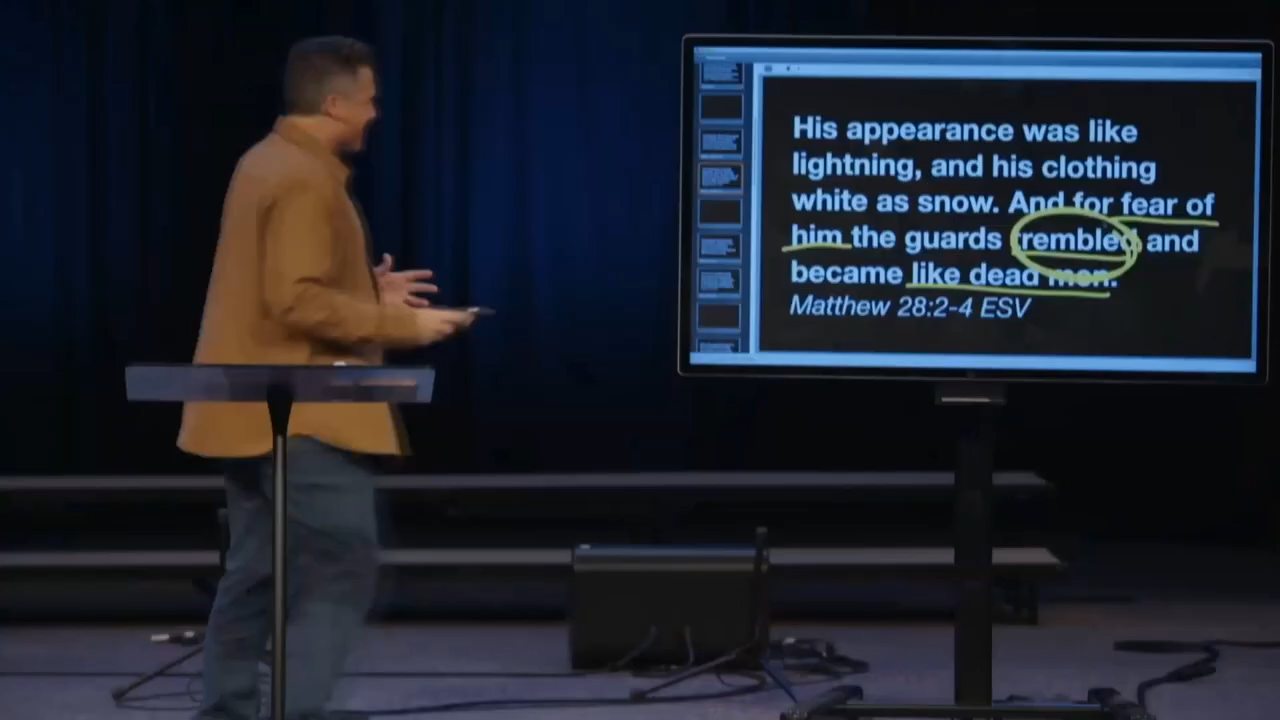 His appearance was like
lightning, and his clothing
white as snow. And for fear of
him the guards trembled and
became like dead men.
Matthew 28:2-4 ESV